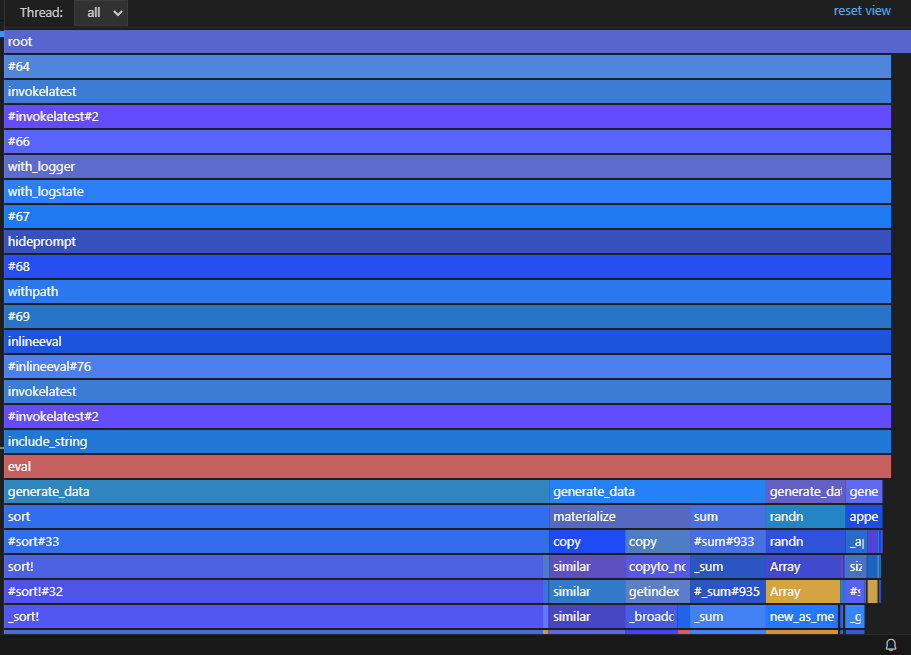 Thread: all reset view
root
#64
invokelatest
#invokelatest#2
#66
with_logger
with_logstate
#67
hideprompt
#68
withpath
#69
inlineeval
#inlineeval#76
invokelatest
#invokelatest#2
include_string
eval
generate_data generate_data generate_dat gene
sort materialize sum randn appe
#sort#33 copy copy #sum#933 randn _a
sort! similar copyto_nc _sum Array siz
#sort!#32 similar getindex #_sum#935 Array #s
_sort! similar _broadc _sum new_as_me _g